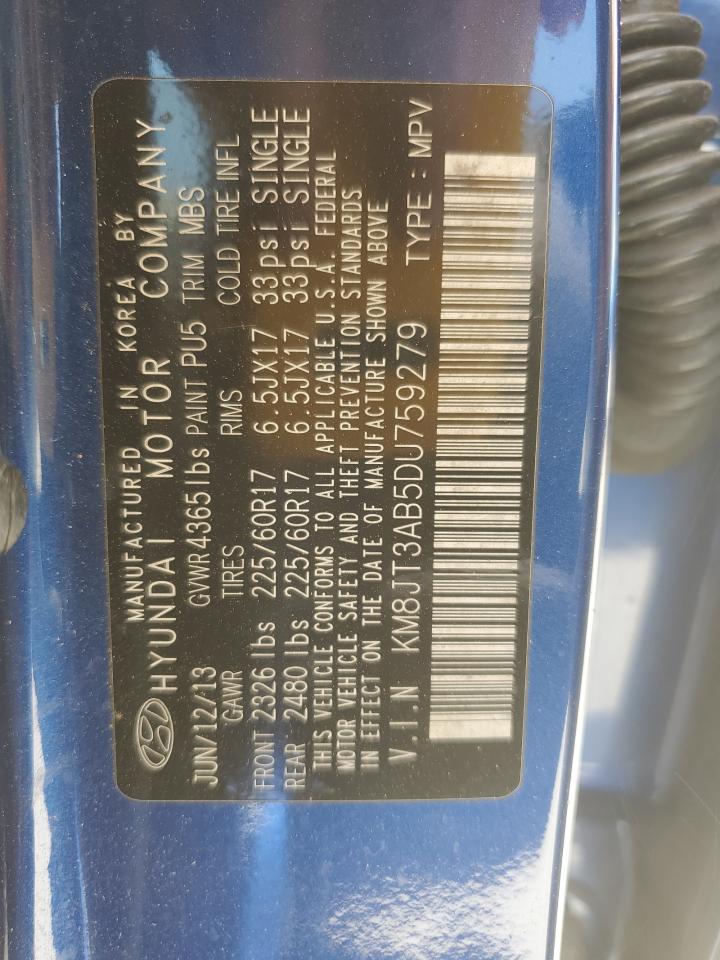 MANUFACTURED IN KOREA BY
HYUNDAI MOTOR COMPANY
JUN/12/13 GVWR4365lbs PAINT PU5 TRIM MBS
GAWR TIRES RIMS COLD TIRE INFL
FRONT 2326 lbs 225/60R17 6.5JX17 33psi SINGLE
REAR 2480 lbs 225/60R17 6.5JX17 33psi SINGLE
THIS VEHICLE CONFORMS TO ALL APPLICABLE U.S.A. FEDERAL
MOTOR VEHICLE SAFETY AND THEFT PREVENTION STANDARDS
IN EFFECT ON THE DATE OF MANUFACTURE SHOWN ABOVE
V.I.N KM8JT3AB5DU759279 TYPE : MPV